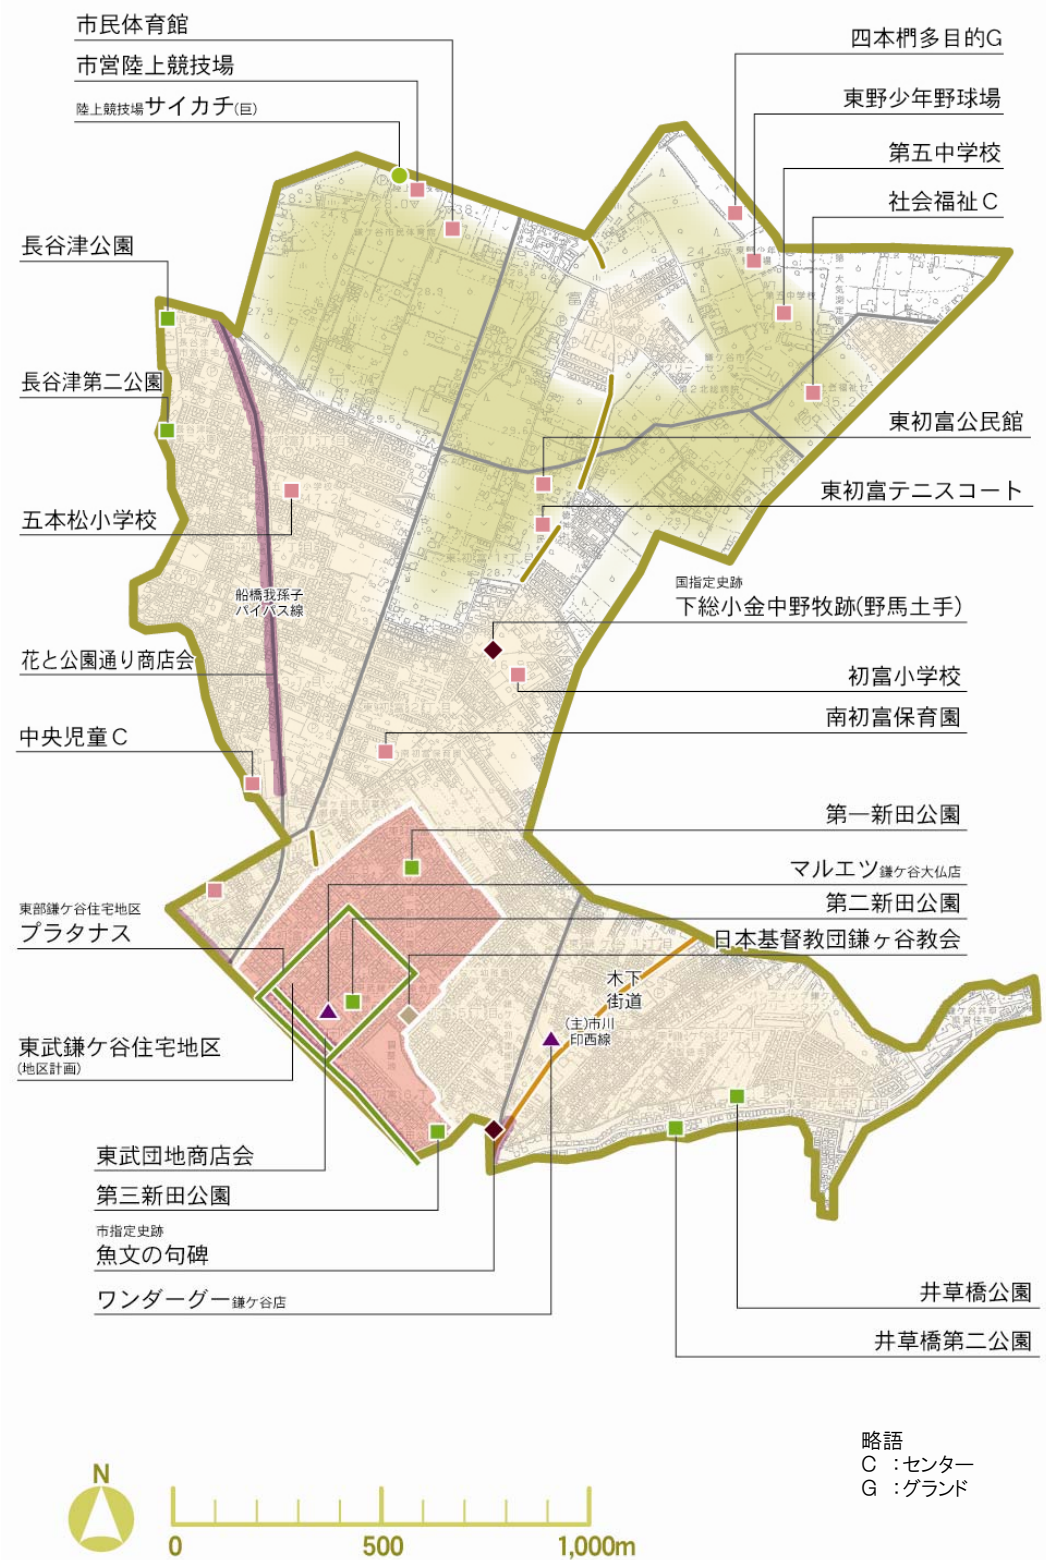 市民体育館
市営陸上競技場
陸上競技場サイカチ(巨)
四本椚多目的G
東野少年野球場
第五中学校
社会福祉C
長谷津公園
長谷津第二公園
東初富公民館
東初富テニスコート
五本松小学校
国指定史跡
下総小金中野牧跡(野馬土手)
船橋我孫子
バイパス線
花と公園通り商店会
初富小学校
南初富保育園
中央児童C
第一新田公園
マルエツ鎌ケ谷大仏店
第二新田公園
東部鎌ケ谷住宅地区
プラタナス
日本基督教団鎌ヶ谷教会
木下
街道
(主)市川
印西線
東武鎌ケ谷住宅地区
(地区計画)
東武団地商店会
第三新田公園
市指定史跡
魚文の句碑
ワンダーグー鎌ケ谷店
井草橋公園
井草橋第二公園
略語
C :センター
G :グランド
N
0 500 1,000m